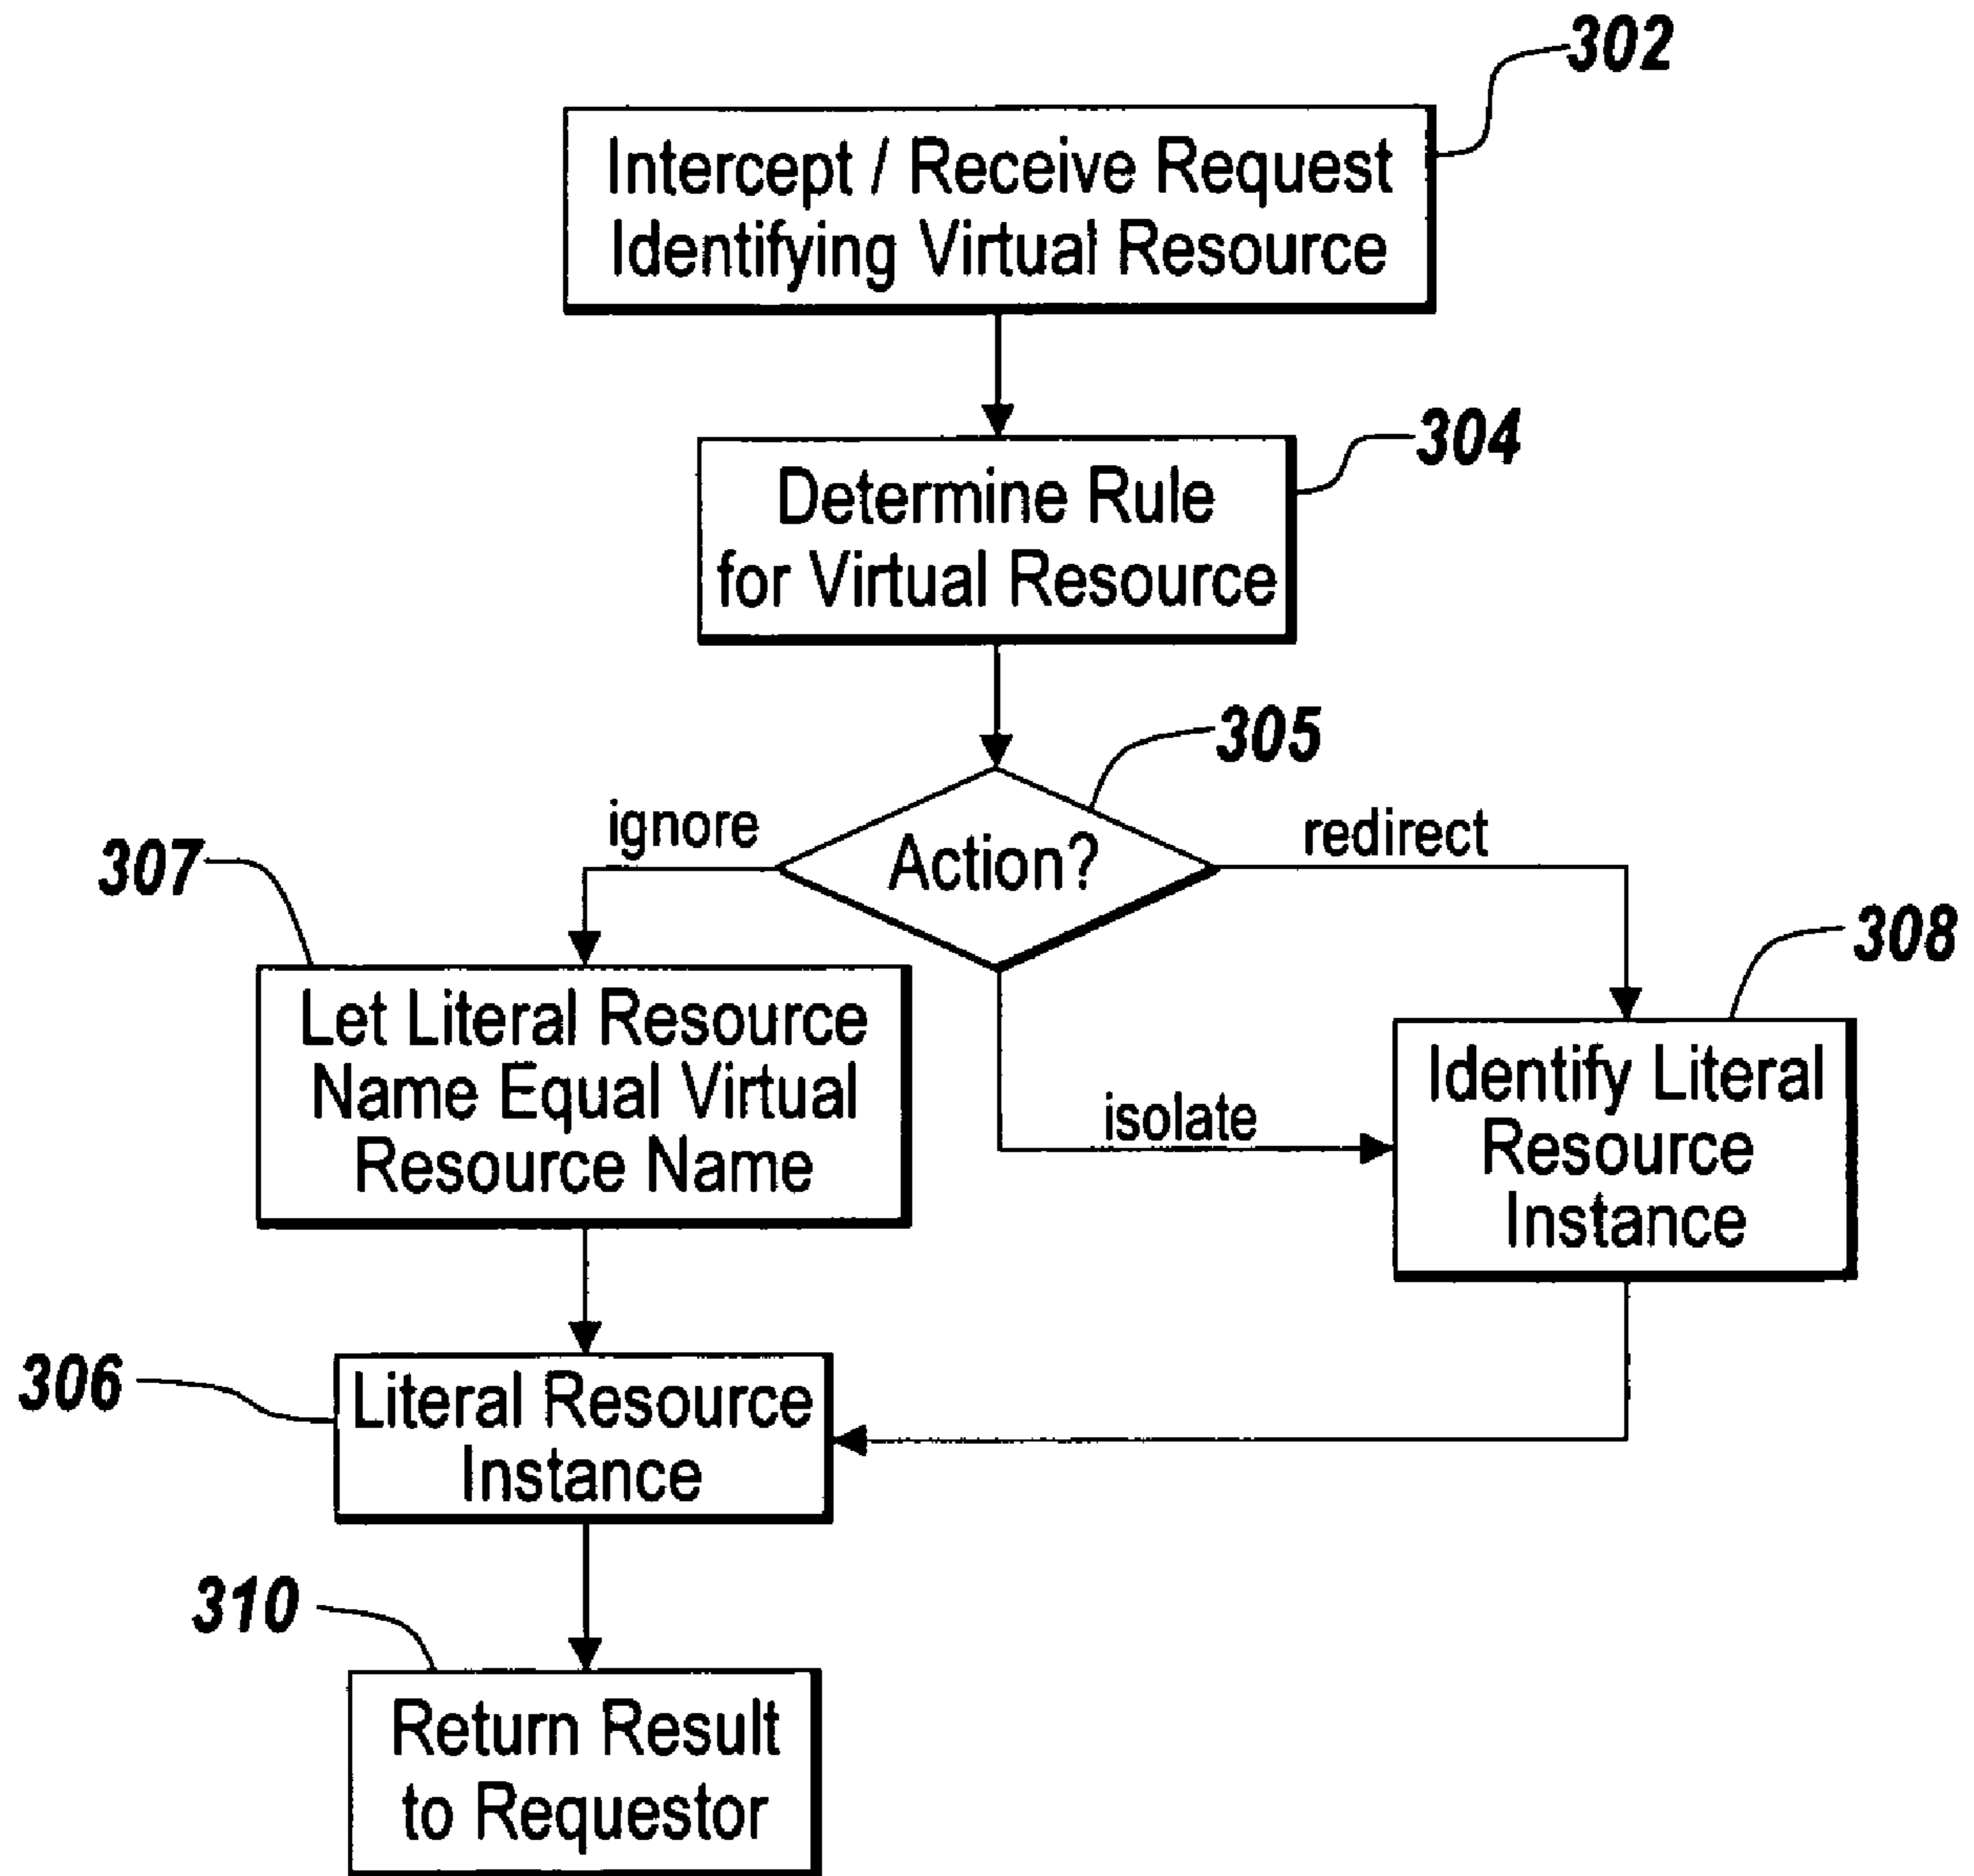 302
Intercept / Receive Request
Identifying Virtual Resource
304
Determine Rule
for Virtual Resource
305
ignore
Action?
redirect
307
308
Let Literal Resource
Name Equal Virtual
Resource Name
isolate
Identify Literal
Resource
Instance
306
Literal Resource
Instance
310
Return Result
to Requestor